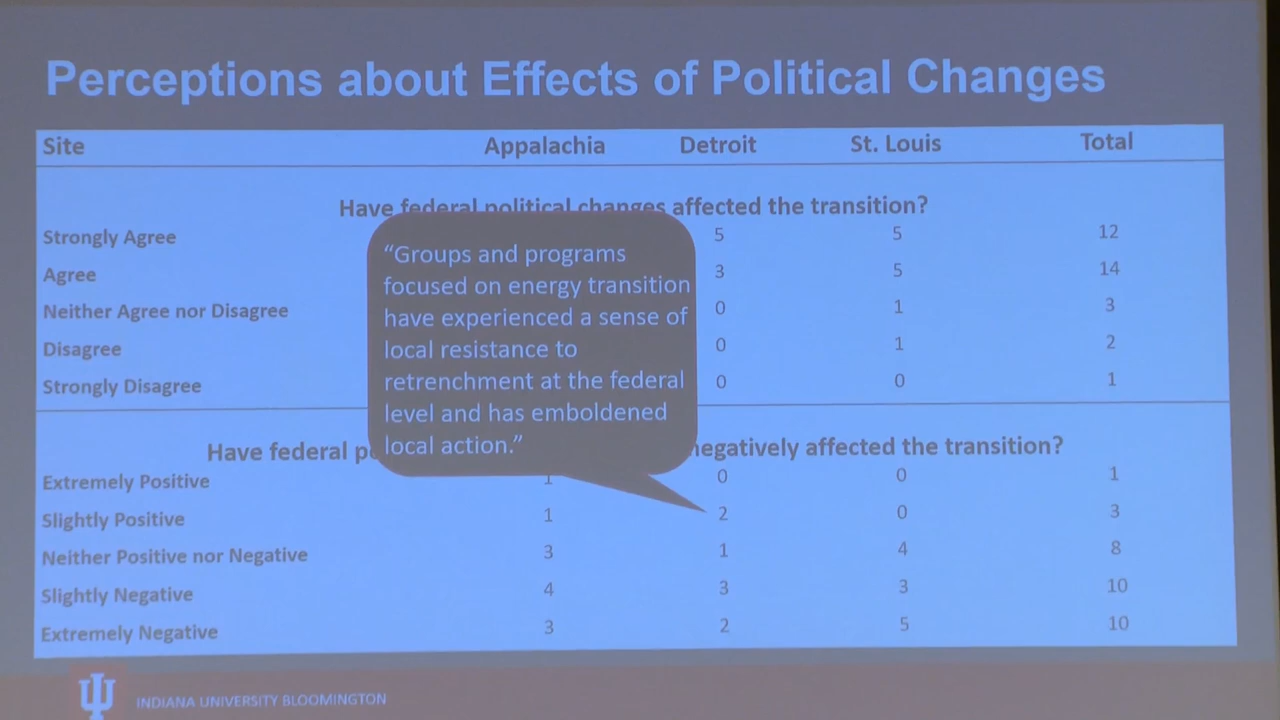 Perceptions about Effects of Political Changes
Site Appalachia Detroit St. Louis Total
Have federal political changes affected the transition?
Strongly Agree 5 5 12
Agree 3 5 14
Neither Agree nor Disagree 0 1 3
Disagree 0 1 2
Strongly Disagree 0 0 1
“Groups and programs
focused on energy transition
have experienced a sense of
local resistance to
retrenchment at the federal
level and has emboldened
local action.”
Have federal negatively affected the transition?
Extremely Positive 1 0 0 1
Slightly Positive 1 2 0 3
Neither Positive nor Negative 3 1 4 8
Slightly Negative 4 3 3 10
Extremely Negative 3 2 5 10
INDIANA UNIVERSITY BLOOMINGTON